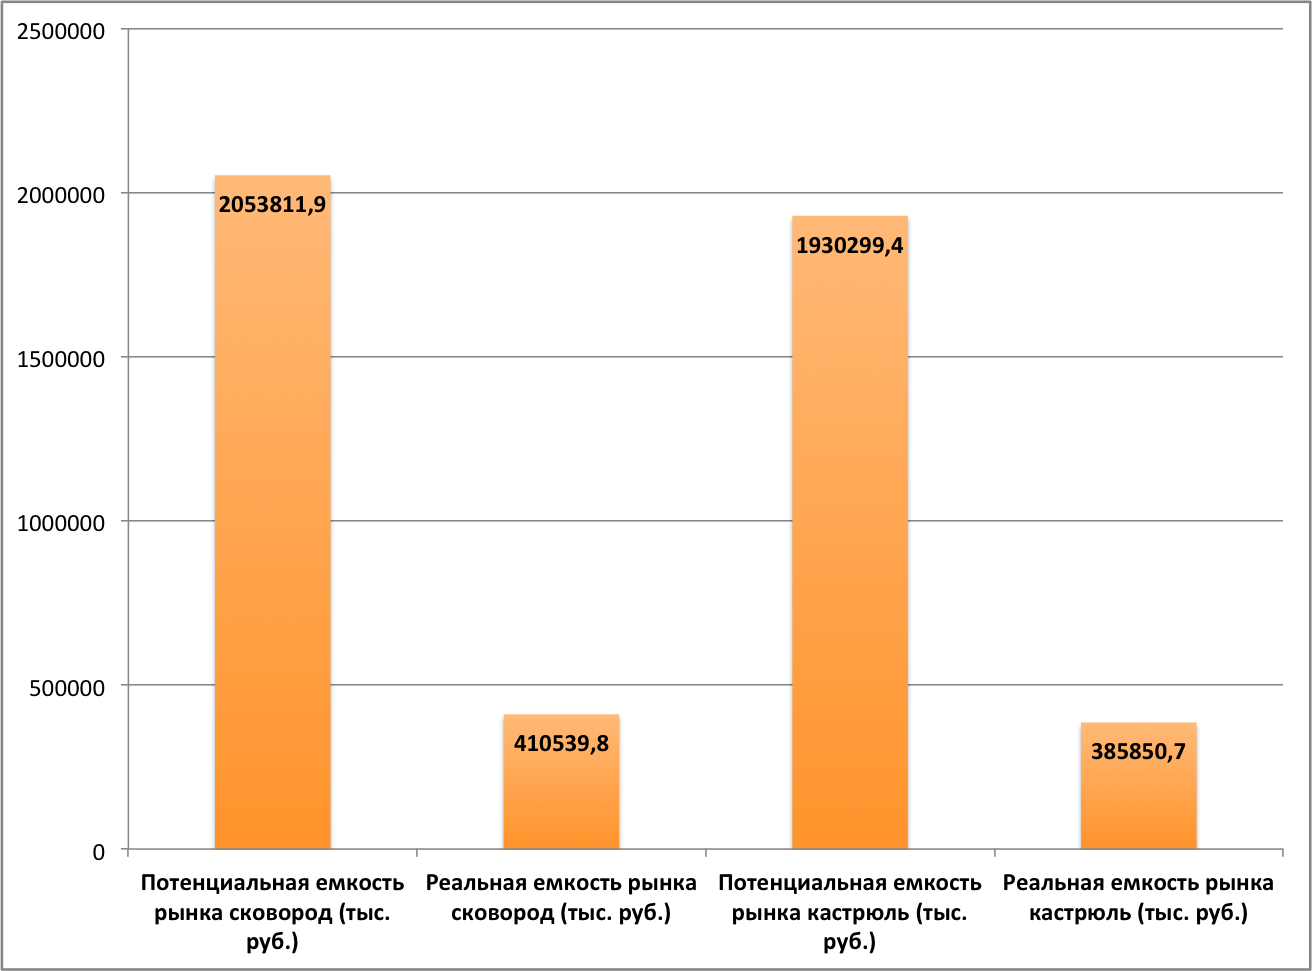 2500000
2000000
1500000
1000000
500000
0
2053811,9
410539,8
1930299,4
385850,7
Потенциальная емкость
рынка сковород (тыс.
руб.)
Реальная емкость рынка
сковород (тыс. руб.)
Потенциальная емкость
рынка кастрюль (тыс.
руб.)
Реальная емкость рынка
кастрюль (тыс. руб.)